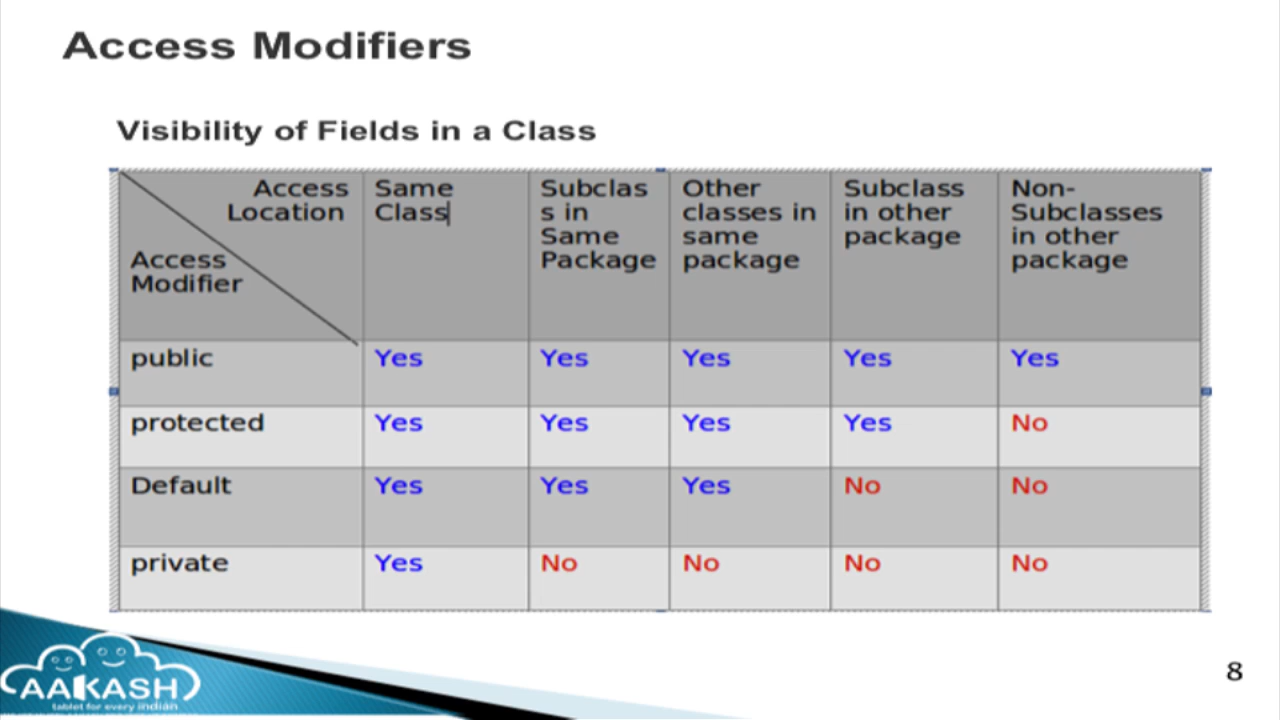 Access Modifiers
Visibility of Fields in a Class
Access
Location
Access
Modifier
Same
Class
Subclas
s in
Same
Package
Other
classes in
same
package
Subclass
in other
package
Non-
Subclasses
in other
package
public Yes Yes Yes Yes Yes
protected Yes Yes Yes Yes No
Default Yes Yes Yes No No
private Yes No No No No
AAKASH
tablet for every indian
8